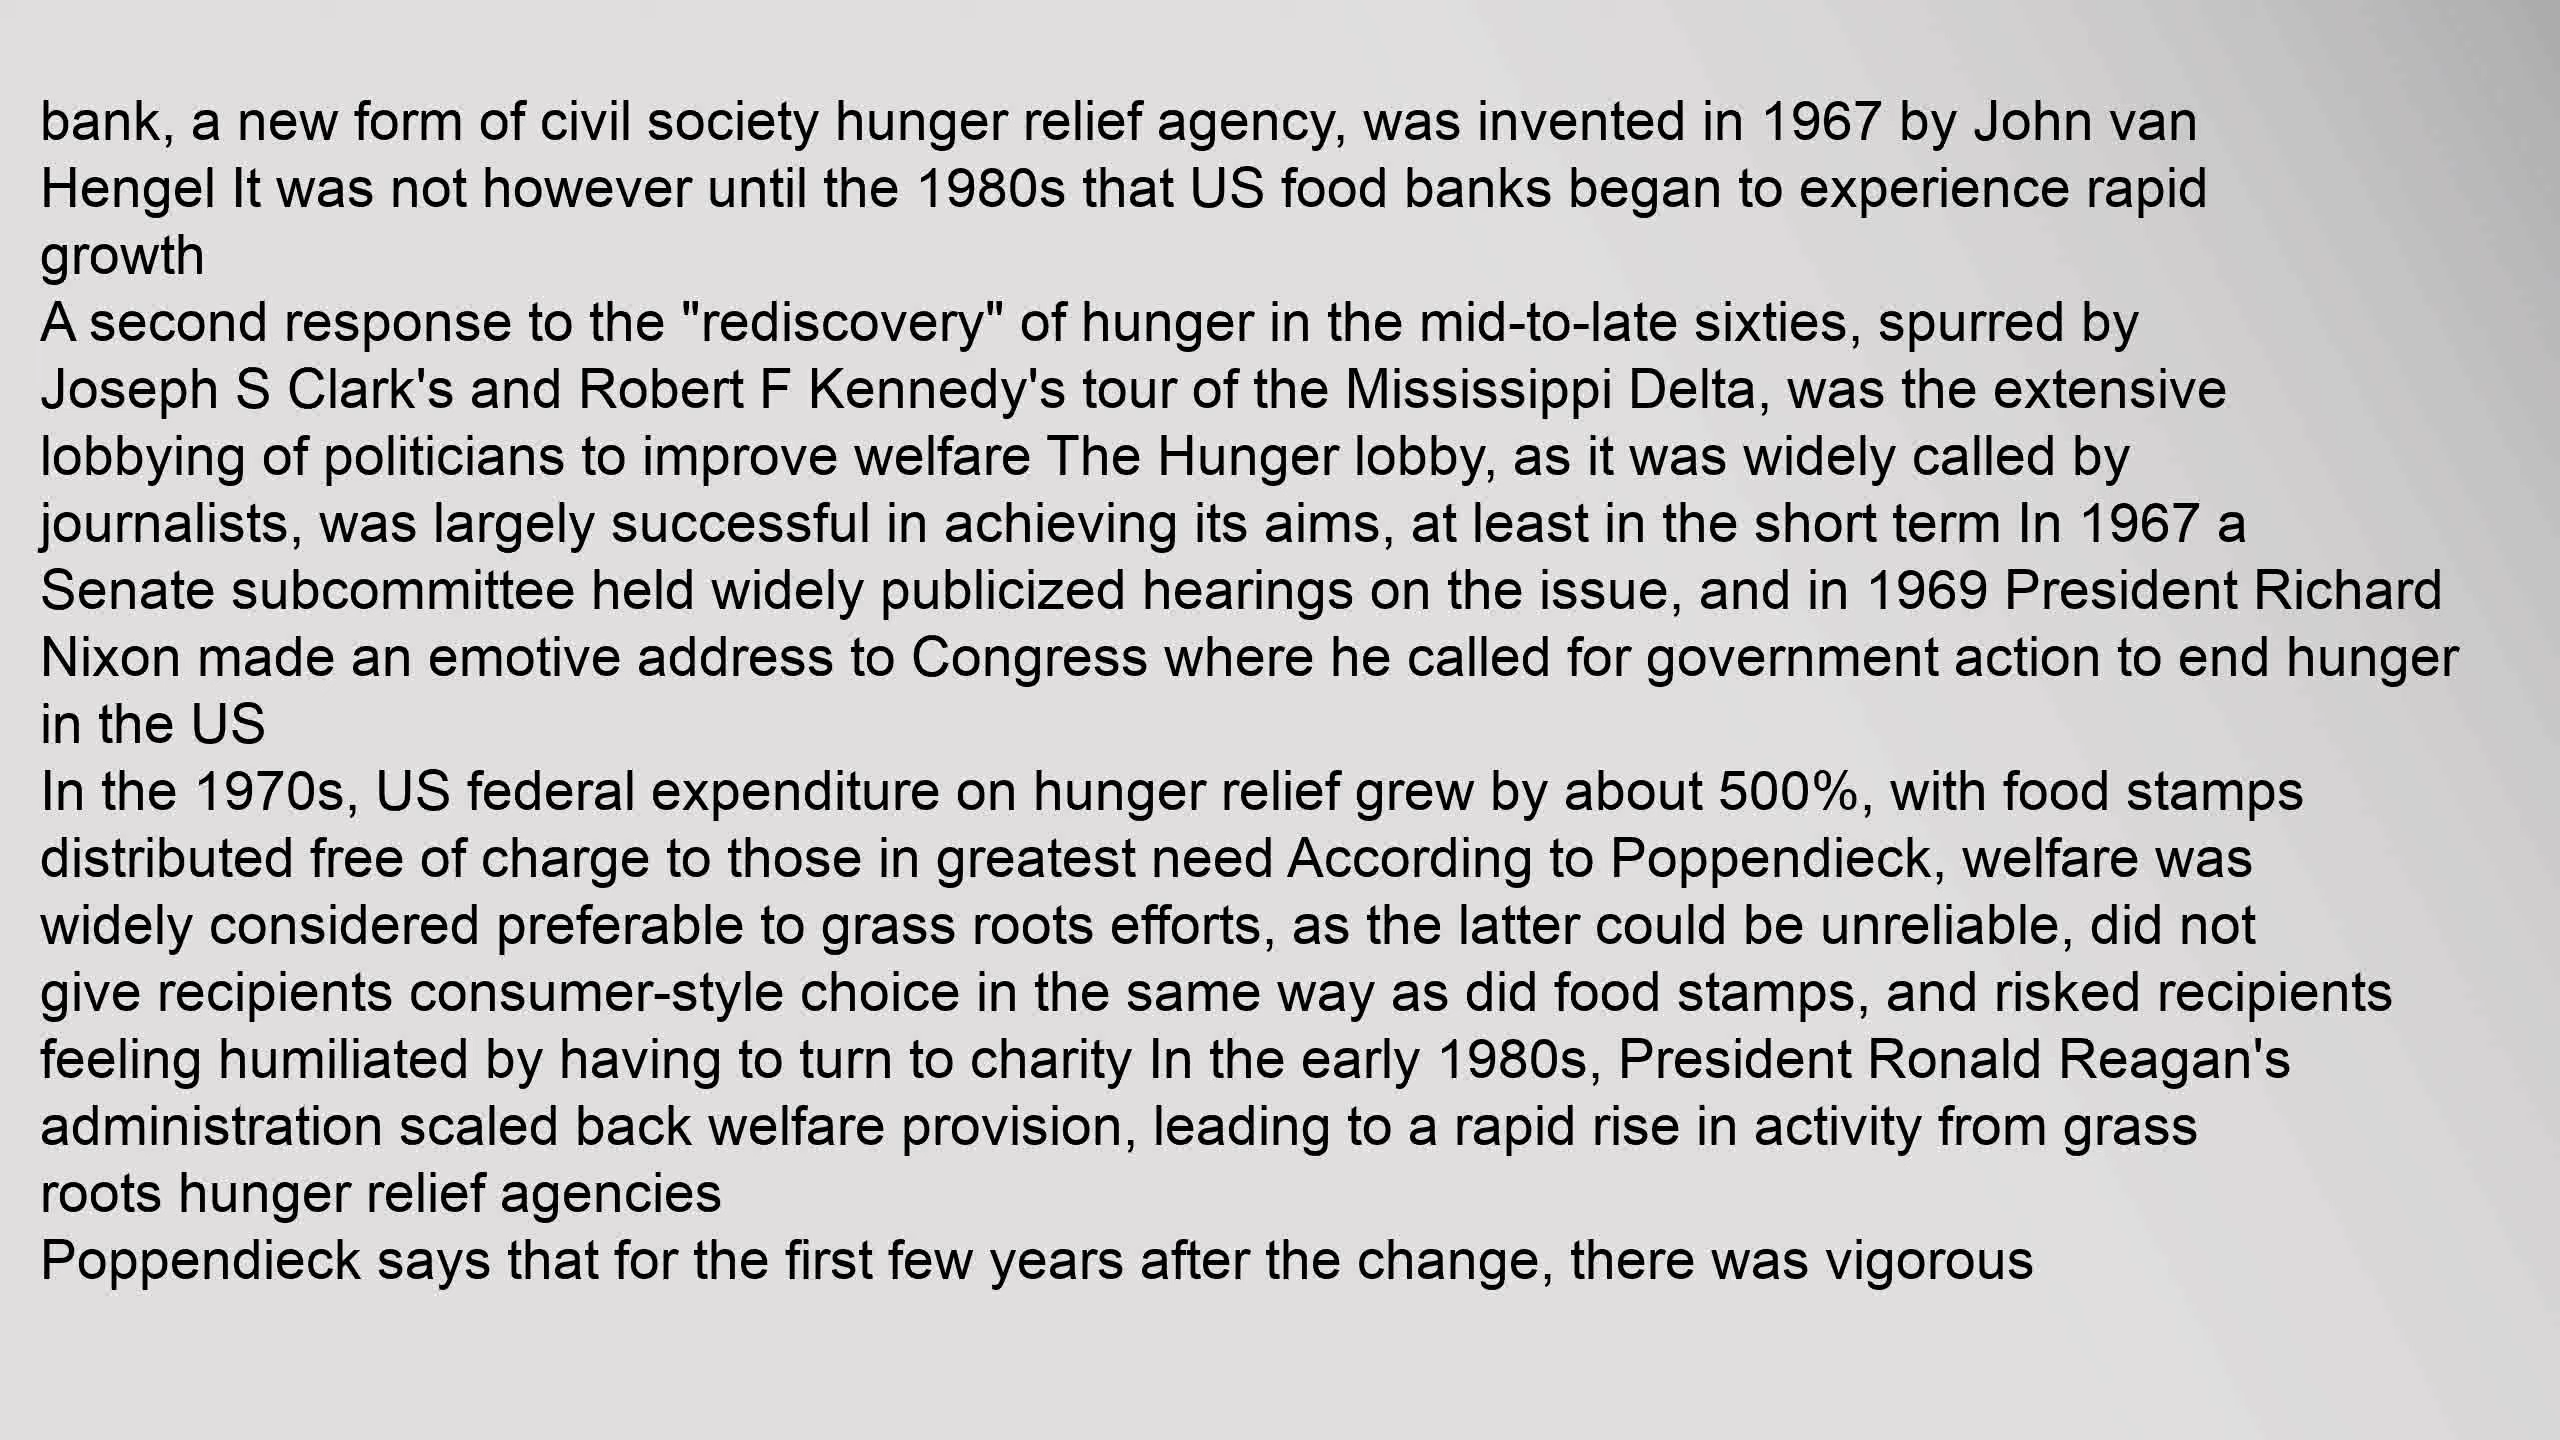 bank, a new form of civil society hunger relief agency, was invented in 1967 by John van
Hengel It was not however until the 1980s that US food banks began to experience rapid
growth
A second response to the "rediscovery" of hunger in the mid-to-late sixties, spurred by
Joseph S Clark's and Robert F Kennedy's tour of the Mississippi Delta, was the extensive
lobbying of politicians to improve welfare The Hunger lobby, as it was widely called by
journalists, was largely successful in achieving its aims, at least in the short term In 1967 a
Senate subcommittee held widely publicized hearings on the issue, and in 1969 President Richard
Nixon made an emotive address to Congress where he called for government action to end hunger
in the US
In the 1970s, US federal expenditure on hunger relief grew by about 500%, with food stamps
distributed free of charge to those in greatest need According to Poppendieck, welfare was
widely considered preferable to grass roots efforts, as the latter could be unreliable, did not
give recipients consumer-style choice in the same way as did food stamps, and risked recipients
feeling humiliated by having to turn to charity In the early 1980s, President Ronald Reagan's
administration scaled back welfare provision, leading to a rapid rise in activity from grass
roots hunger relief agencies
Poppendieck says that for the first few years after the change, there was vigorous